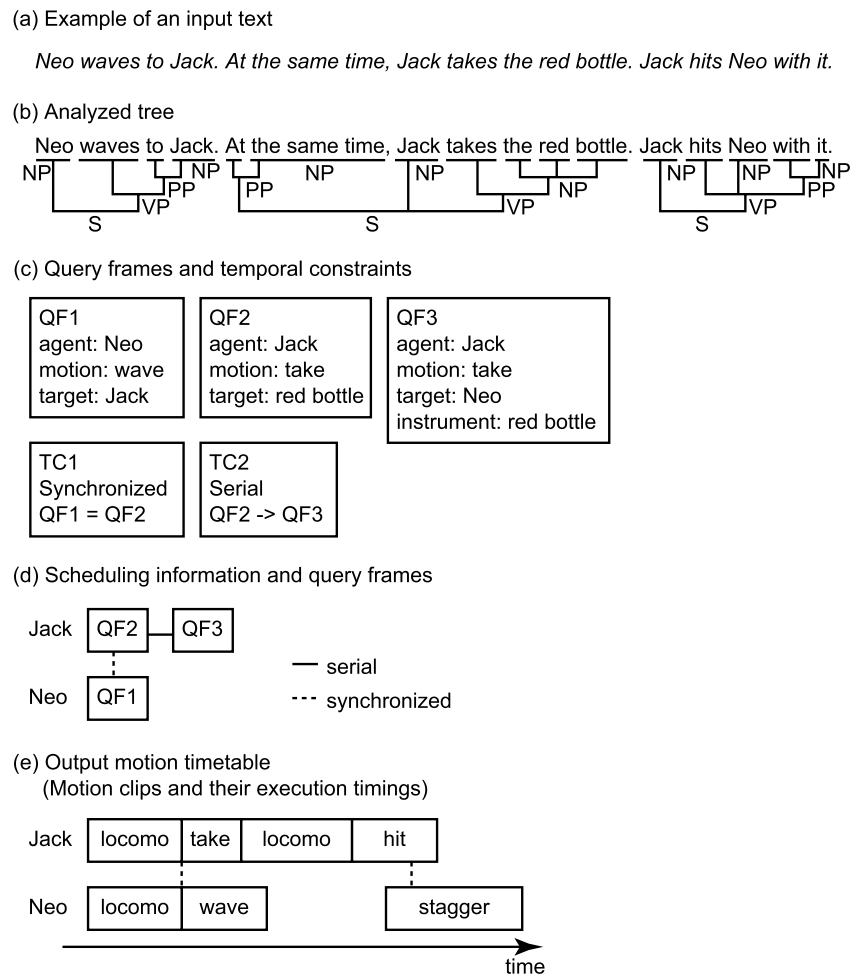 (a) Example of an input text
Neo waves to Jack. At the same time, Jack takes the red bottle. Jack hits Neo with it.
(b) Analyzed tree
Neo waves to Jack. At the same time, Jack takes the red bottle. Jack hits Neo with it.
NP NP PP VP S
PP NP NP NP VP S
NP NP NP PP VP S
(c) Query frames and temporal constraints
QF1
agent: Neo
motion: wave
target: Jack
QF2
agent: Jack
motion: take
target: red bottle
QF3
agent: Jack
motion: take
target: Neo
instrument: red bottle
TC1
Synchronized
QF1 = QF2
TC2
Serial
QF2 -> QF3
(d) Scheduling information and query frames
Jack QF2 QF3
serial
Neo QF1
synchronized
(e) Output motion timetable
(Motion clips and their execution timings)
Jack locomo take locomo hit
Neo locomo wave stagger
time